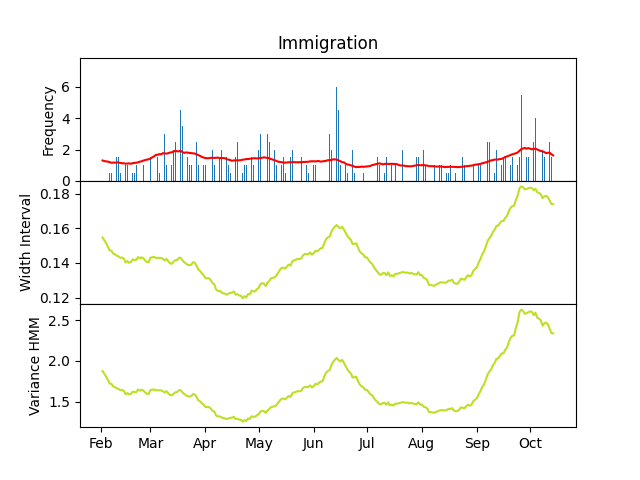 Immigration
Frequency
6
4
2
0
Width Interval
0.18
0.16
0.14
0.12
Variance HMM
2.5
2.0
1.5
Feb Mar Apr May Jun Jul Aug Sep Oct